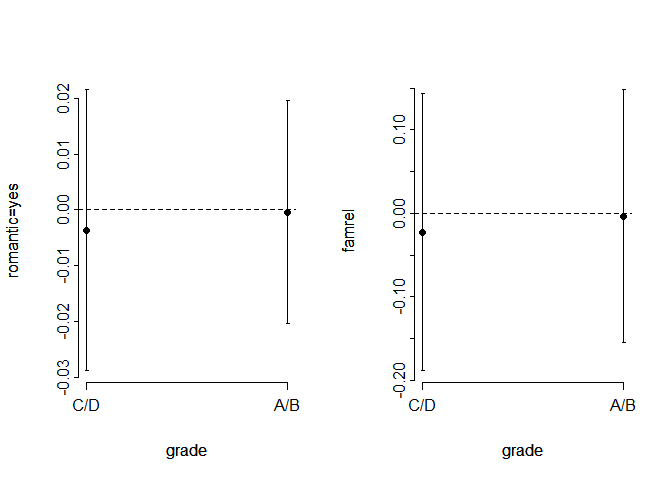 romantic=yes
0.02
0.01
0.00
-0.01
-0.02
-0.03
C/D A/B
grade
famrel
0.10
0.00
-0.10
-0.20
C/D A/B
grade